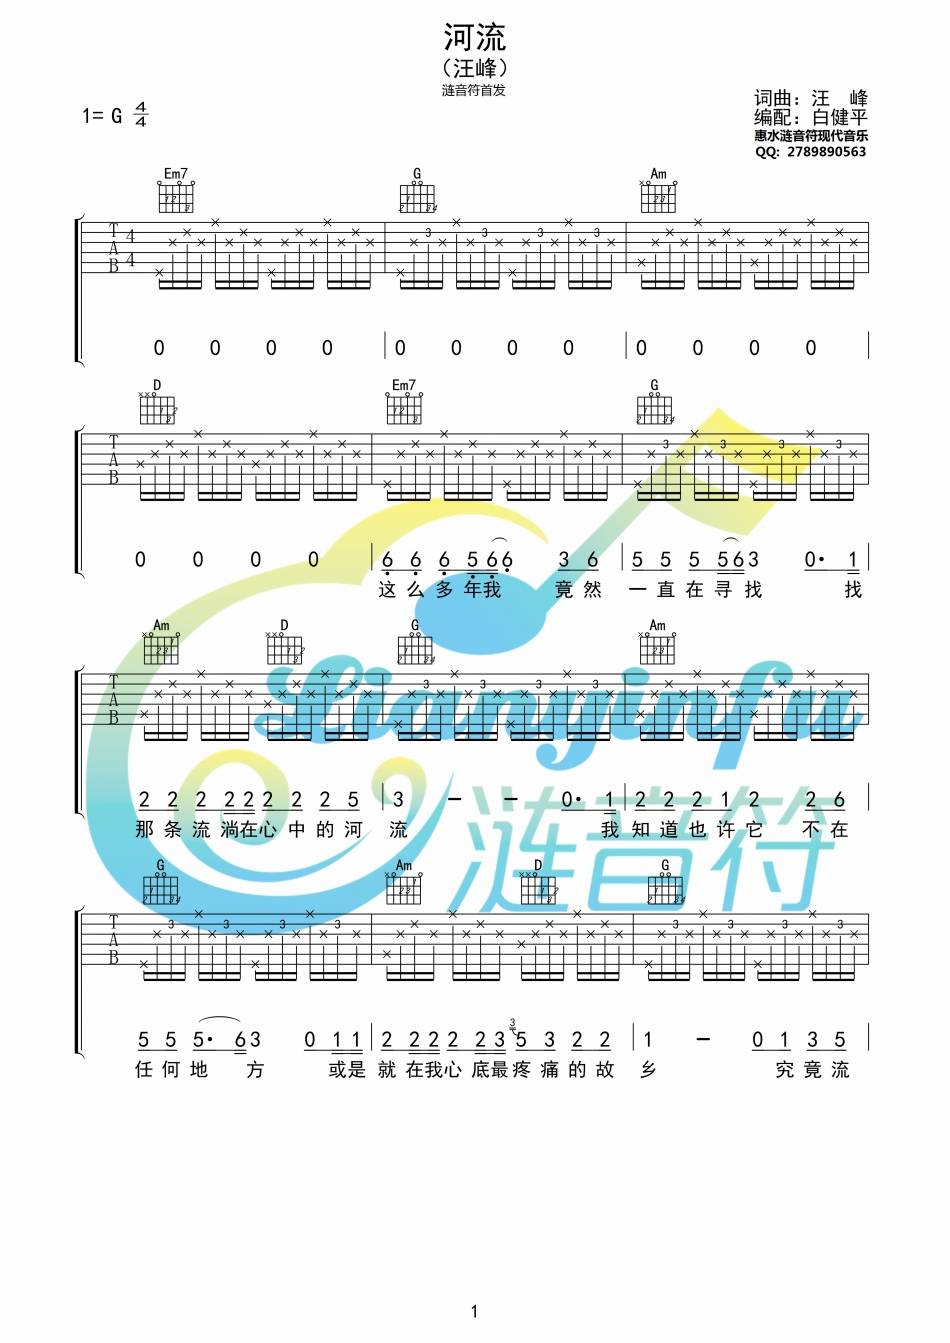 河流
（汪峰）
涟音符首发
1= G 4/4
词曲：汪　峰
编配：白健平
惠水涟音符现代音乐
QQ: 2789890563
Em7 G Am
T A B 4/4 3 3 3 3
0 0 0 0 | 0 0 0 0 | 0 0 0 0 |
D Em7 G
T A B 3 3 3 3
0 0 0 0 | 6 6 6 5 6 6 3 6 | 5 5 5 5 6 3 0· 1
这么多年我 竟然 一直在寻找 找
Am D G Am
T A B 3 3 3 3
2 2 2 2 2 2 2 2 5 3 － － 0· 1 2 2 2 1 2 2 6
那条流淌在心中的河 流 我 知道也许它 不在
Lianyinfu
涟音符
G Am D G
T A B 3 3 3 3 3
5 5 5· 6 3 0 1 1 | 2 2 2 2 2 3 3 5 3 2 2 | 1 － 0 1 3 5 |
任何地 方 或是 就在我心底最疼痛的故 乡 究竟流
1